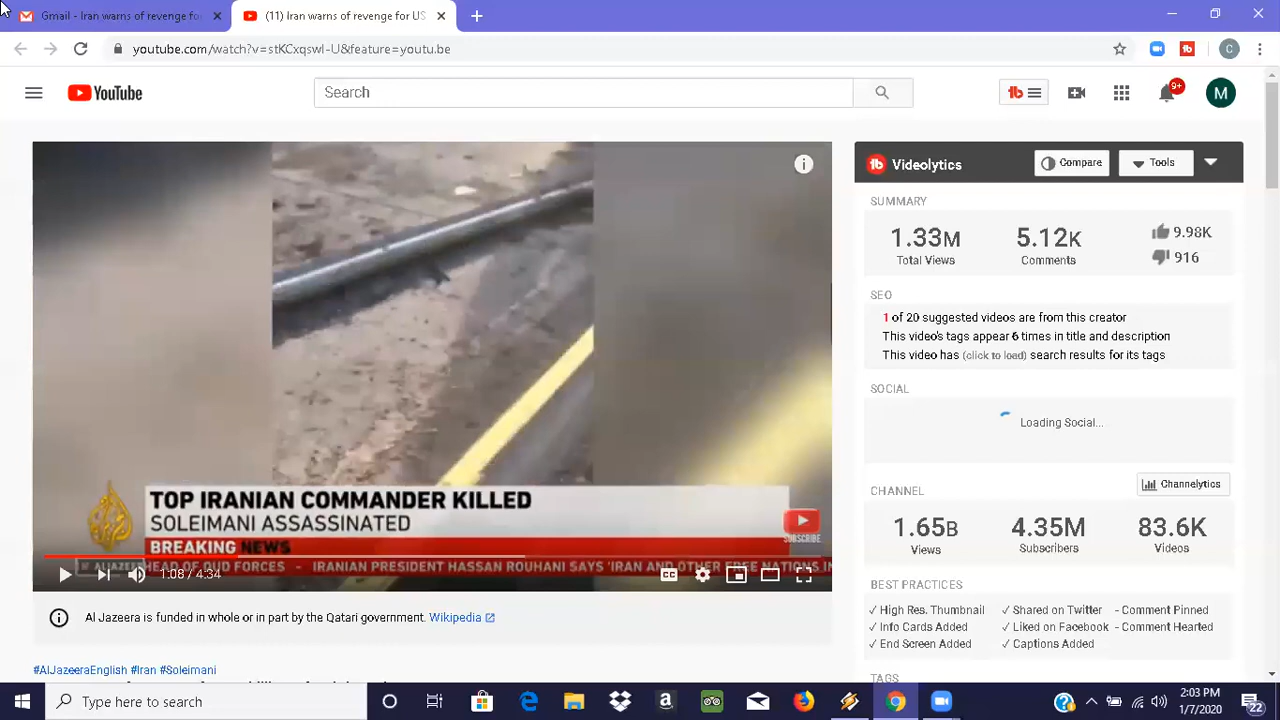 Gmail - Iran warns of revenge for
(11) Iran warns of revenge for US
youtube.com/watch?v=stKCxqswI-U&feature=youtu.be
C
YouTube
Search
9+
M
TOP IRANIAN COMMANDER KILLED
SOLEIMANI ASSASSINATED
BREAKING NEWS
HEAD OF QUD FORCES - IRANIAN PRESIDENT HASSAN ROUHANI SAYS 'IRAN AND OTHER FREE NATIONS
SUBSCRIBE
1:08 / 4:34
Al Jazeera is funded in whole or in part by the Qatari government. Wikipedia
#AlJazeeraEnglish #Iran #Soleimani
Videolytics
Compare
Tools
SUMMARY
1.33M
Total Views
5.12K
Comments
9.98K
916
SEO
1 of 20 suggested videos are from this creator
This video's tags appear 6 times in title and description
This video has (click to load) search results for its tags
SOCIAL
Loading Social...
CHANNEL
Channelytics
1.65B
Views
4.35M
Subscribers
83.6K
Videos
BEST PRACTICES
✓ High Res. Thumbnail
✓ Shared on Twitter
- Comment Pinned
✓ Info Cards Added
✓ Liked on Facebook
- Comment Hearted
✓ End Screen Added
✓ Captions Added
TAGS
Type here to search
2:03 PM
1/7/2020
22